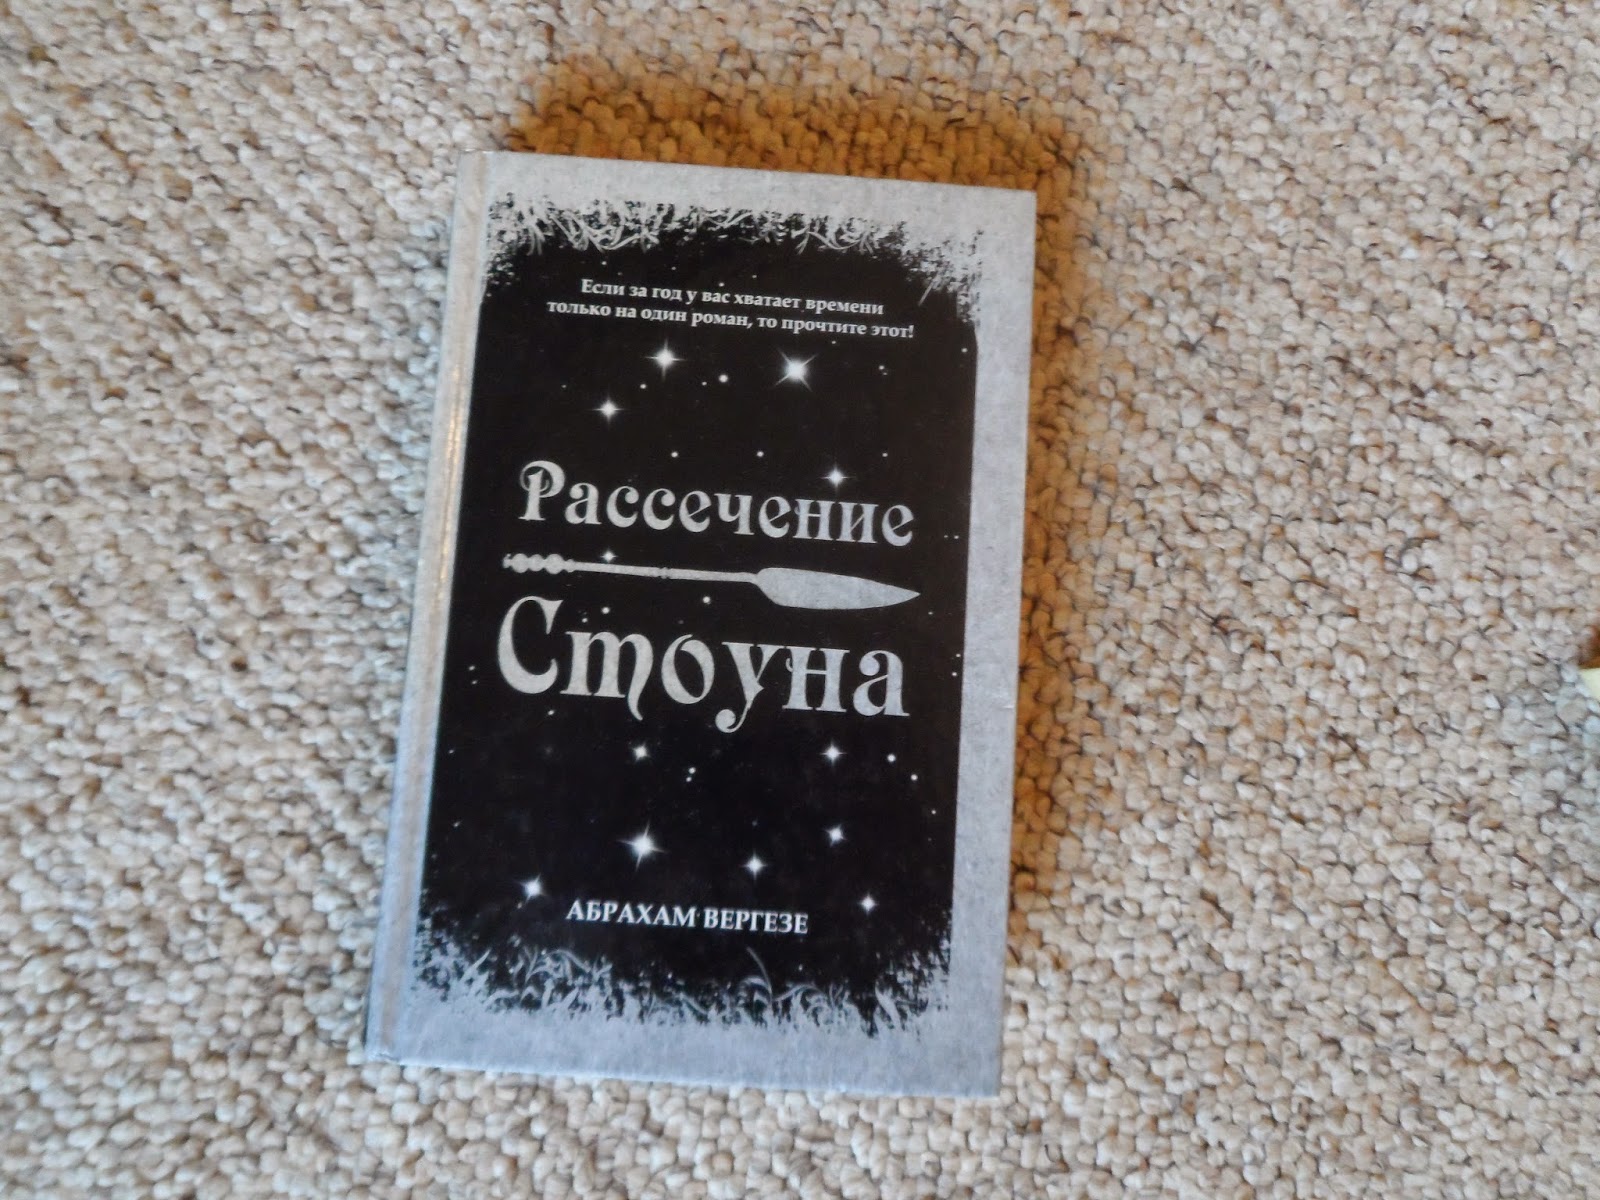 Если за год у вас хватает времени
только на один роман, то прочтите этот!
Рассечение
Стоуна
АБРАХАМ ВЕРГЕЗЕ